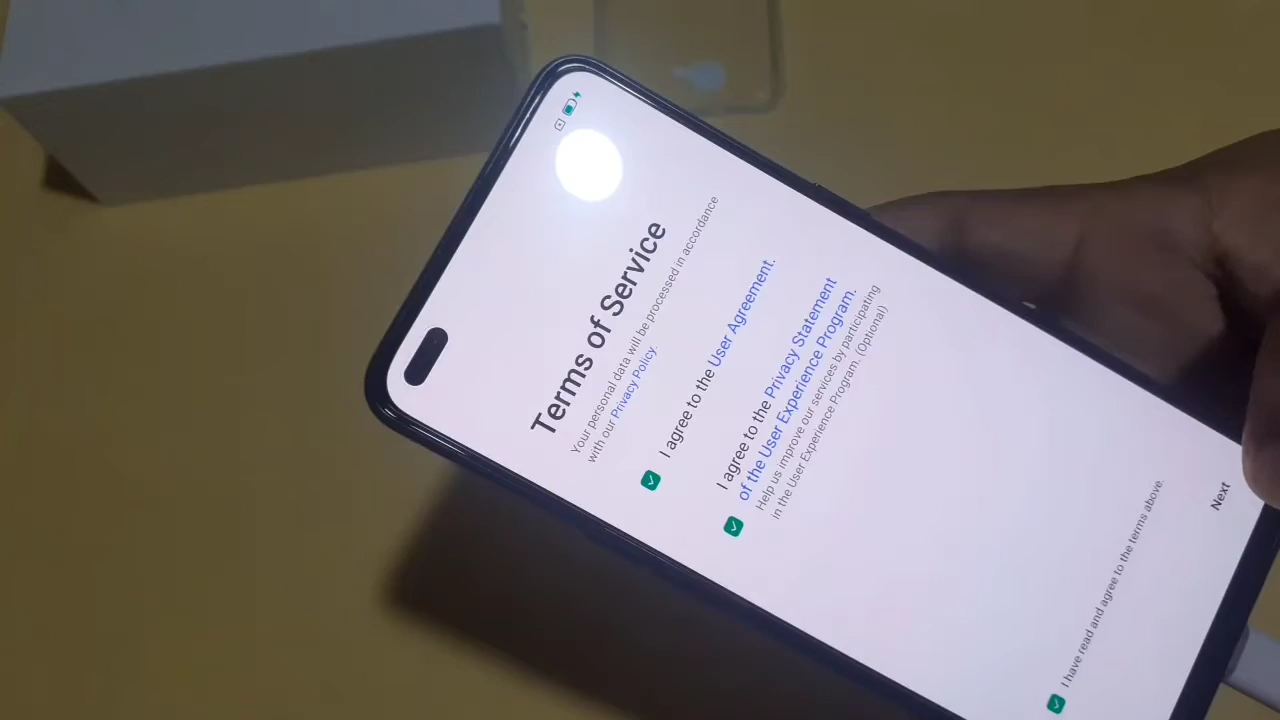 Terms of Service
Your personal data will be processed in accordance
with our Privacy Policy.
I agree to the User Agreement.
I agree to the Privacy Statement
of the User Experience Program.
Help us improve our services by participating
in the User Experience Program. (Optional)
I have read and agree to the terms above.
Next